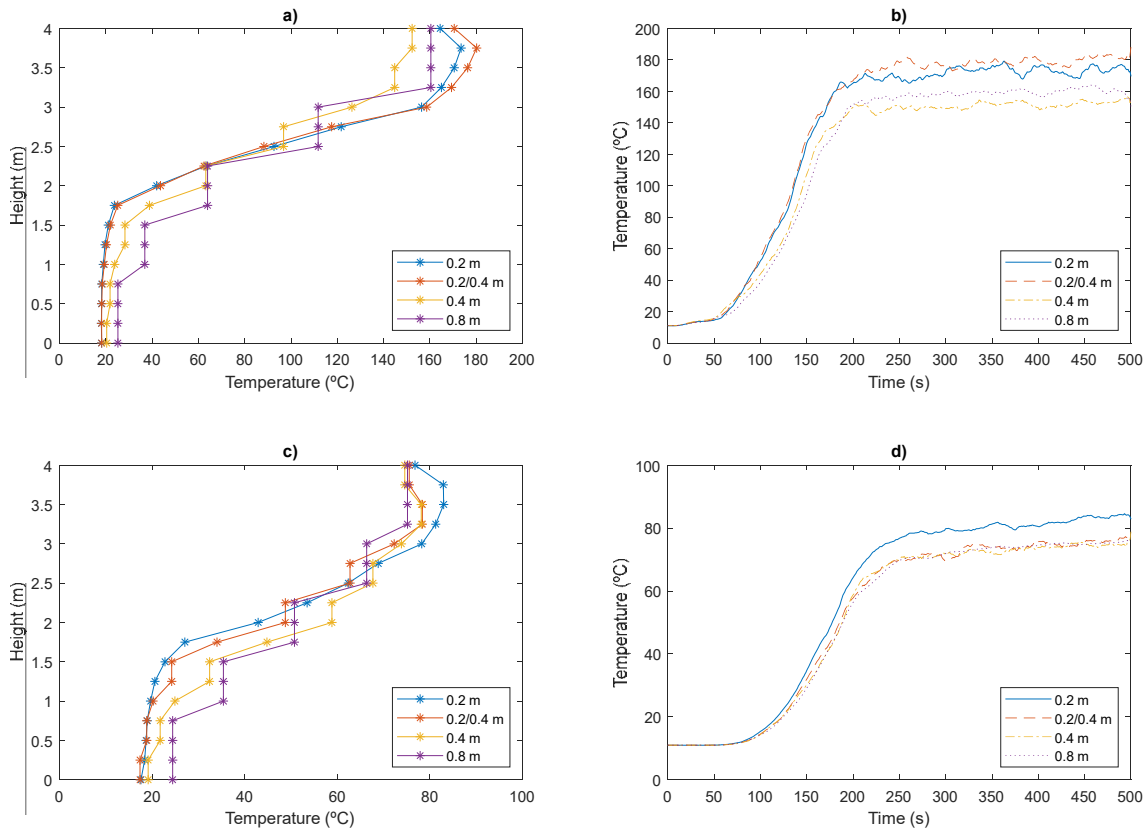 a)
4
3.5
3
2.5
2
1.5
1
0.5
0
Height (m)
0 20 40 60 80 100 120 140 160 180 200
Temperature (ºC)
0.2 m
0.2/0.4 m
0.4 m
0.8 m
b)
200
180
160
140
120
100
80
60
40
20
0
Temperature (ºC)
0 50 100 150 200 250 300 350 400 450 500
Time (s)
0.2 m
0.2/0.4 m
0.4 m
0.8 m
c)
4
3.5
3
2.5
2
1.5
1
0.5
0
Height (m)
0 20 40 60 80 100
Temperature (ºC)
0.2 m
0.2/0.4 m
0.4 m
0.8 m
d)
100
80
60
40
20
0
Temperature (ºC)
0 50 100 150 200 250 300 350 400 450 500
Time (s)
0.2 m
0.2/0.4 m
0.4 m
0.8 m